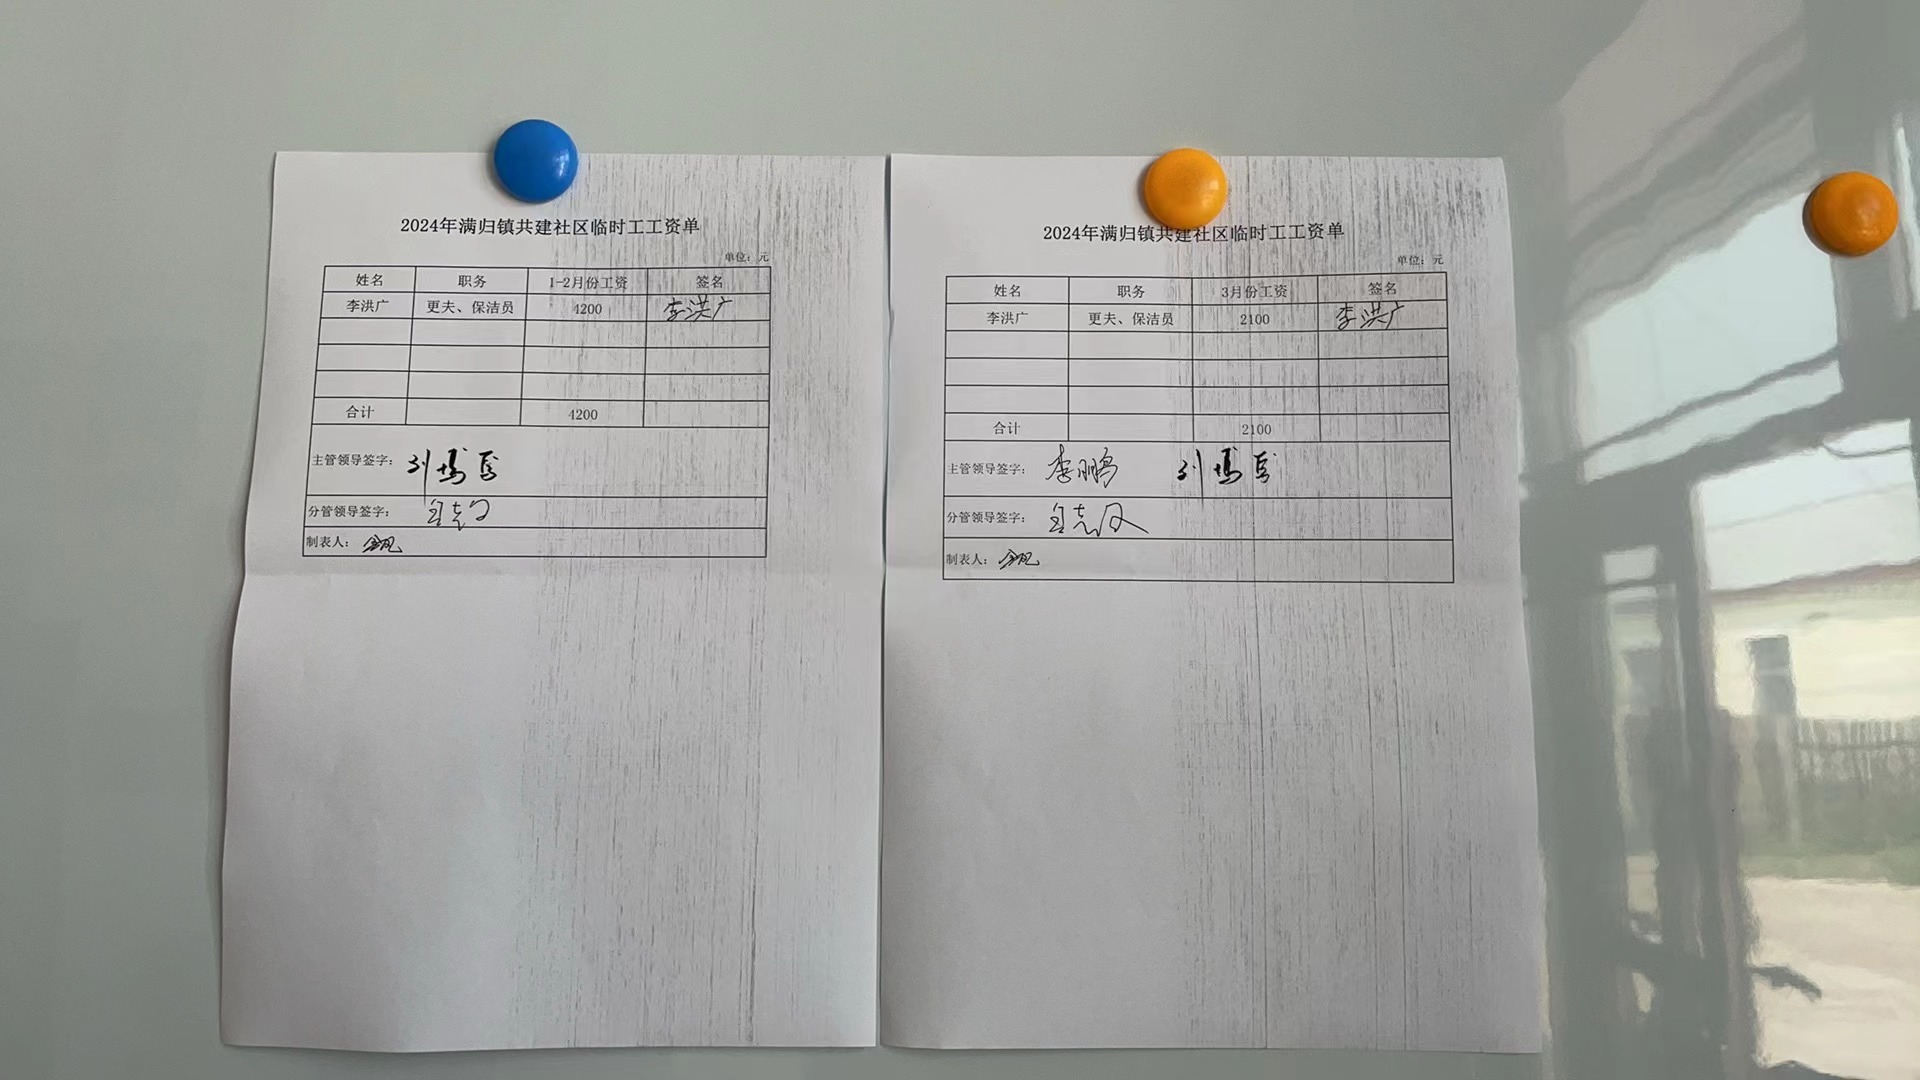 2024年满归镇共建社区临时工工资单
单位：元
姓名 职务 1-2月份工资 签名
李洪广 更夫、保洁员 4200 李洪广
合计 4200
主管领导签字：
分管领导签字：
制表人：
2024年满归镇共建社区临时工工资单
单位：元
姓名 职务 3月份工资 签名
李洪广 更夫、保洁员 2100 李洪广
合计 2100
主管领导签字：李鹏
分管领导签字：
制表人：